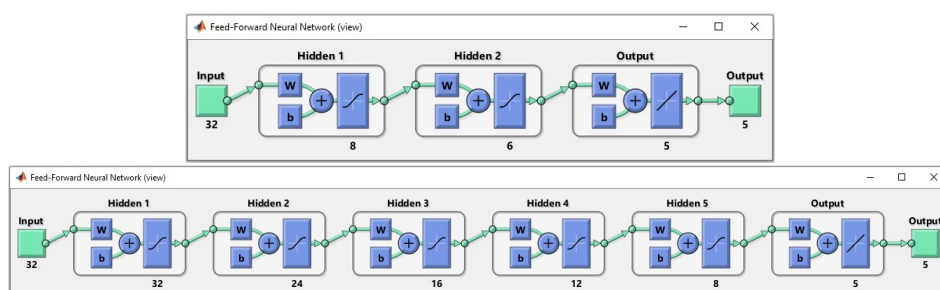 Feed-Forward Neural Network (view)
Hidden 1 Hidden 2 Output
Input Output
W W W
b b b
32 5
8 6 5
Feed-Forward Neural Network (view)
Hidden 1 Hidden 2 Hidden 3 Hidden 4 Hidden 5 Output
Input Output
W W W W W W
b b b b b b
32 5
32 24 16 12 8 5